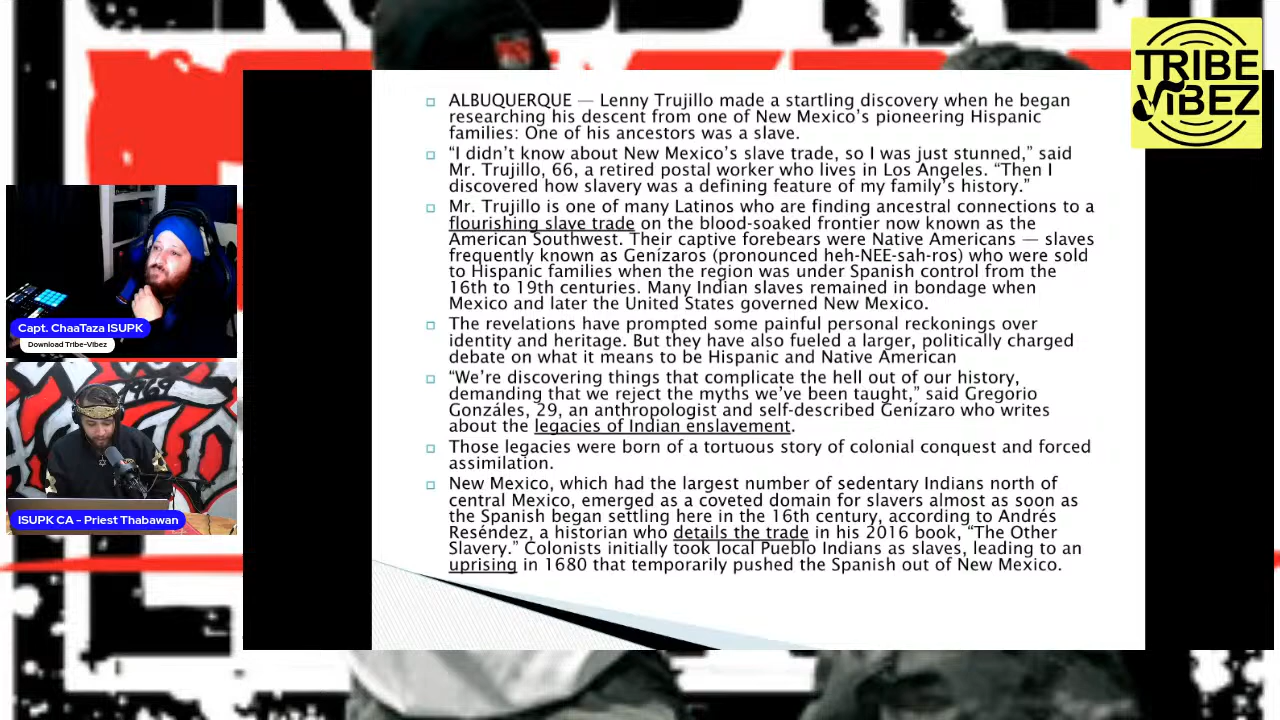 TRIBE
VIBEZ
ALBUQUERQUE — Lenny Trujillo made a startling discovery when he began
researching his descent from one of New Mexico’s pioneering Hispanic
families: One of his ancestors was a slave.
“I didn’t know about New Mexico’s slave trade, so I was just stunned,” said
Mr. Trujillo, 66, a retired postal worker who lives in Los Angeles. “Then I
discovered how slavery was a defining feature of my family’s history.”
Mr. Trujillo is one of many Latinos who are finding ancestral connections to a
flourishing slave trade on the blood-soaked frontier now known as the
American Southwest. Their captive forebears were Native Americans — slaves
frequently known as Genízaros (pronounced heh-NEE-sah-ros) who were sold
to Hispanic families when the region was under Spanish control from the
16th to 19th centuries. Many Indian slaves remained in bondage when
Mexico and later the United States governed New Mexico.
The revelations have prompted some painful personal reckonings over
identity and heritage. But they have also fueled a larger, politically charged
debate on what it means to be Hispanic and Native American
“We’re discovering things that complicate the hell out of our history,
demanding that we reject the myths we’ve been taught,” said Gregorio
Gonzáles, 29, an anthropologist and self-described Genízaro who writes
about the legacies of Indian enslavement.
Those legacies were born of a tortuous story of colonial conquest and forced
assimilation.
New Mexico, which had the largest number of sedentary Indians north of
central Mexico, emerged as a coveted domain for slavers almost as soon as
the Spanish began settling here in the 16th century, according to Andrés
Reséndez, a historian who details the trade in his 2016 book, “The Other
Slavery.” Colonists initially took local Pueblo Indians as slaves, leading to an
uprising in 1680 that temporarily pushed the Spanish out of New Mexico.
Capt. ChaaTaza ISUPK
Download Tribe-Vibez
1969
ISUPK CA - Priest Thabawan